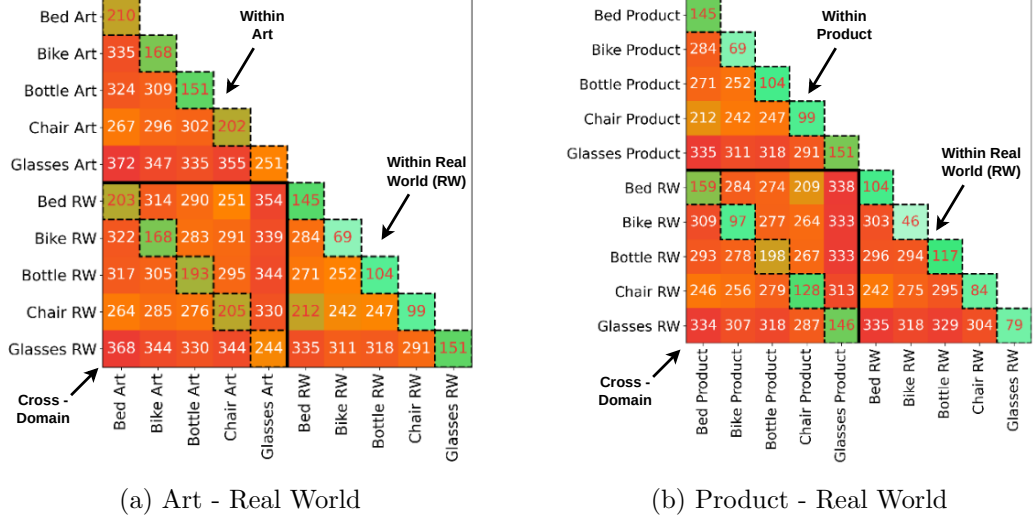 Bed Art 210
Bike Art 335 168
Bottle Art 324 309 151
Chair Art 267 296 302 202
Glasses Art 372 347 335 355 251
Bed RW 203 314 290 251 354 145
Bike RW 322 168 283 291 339 284 69
Bottle RW 317 305 193 295 344 271 252 104
Chair RW 264 285 276 205 330 212 242 247 99
Glasses RW 368 344 330 344 244 335 311 318 291 151
Bed Art Bike Art Bottle Art Chair Art Glasses Art Bed RW Bike RW Bottle RW Chair RW Glasses RW
Within
Art
Within Real
World (RW)
Cross -
Domain
(a) Art - Real World
Bed Product 145
Bike Product 284 69
Bottle Product 271 252 104
Chair Product 212 242 247 99
Glasses Product 335 311 318 291 151
Bed RW 159 284 274 209 338 104
Bike RW 309 97 277 264 333 303 46
Bottle RW 293 278 198 267 333 296 294 117
Chair RW 246 256 279 128 313 242 275 295 84
Glasses RW 334 307 318 287 146 335 318 329 304 79
Bed Product Bike Product Bottle Product Chair Product Glasses Product Bed RW Bike RW Bottle RW Chair RW Glasses RW
Within
Product
Within Real
World (RW)
Cross -
Domain
(b) Product - Real World